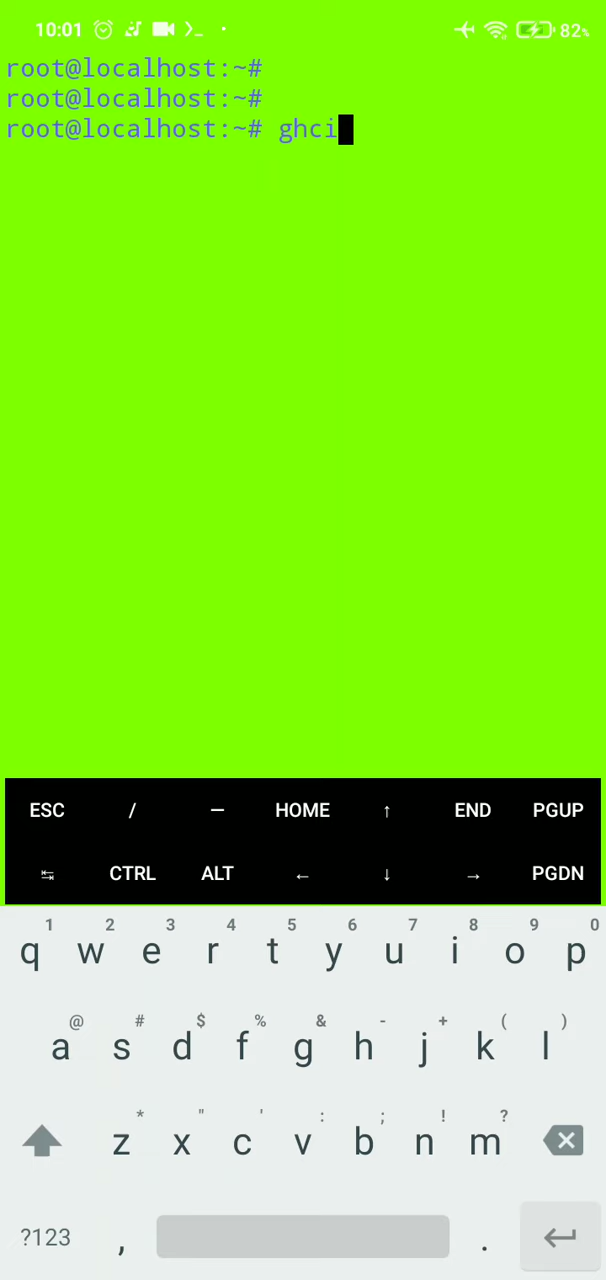 10:01 82%
root@localhost:~#
root@localhost:~#
root@localhost:~# ghci
ESC / — HOME ↑ END PGUP
↹ CTRL ALT ← ↓ → PGDN
1 2 3 4 5 6 7 8 9 0
q w e r t y u i o p
@ # $ % & - + ( )
a s d f g h j k l
* " ' : ; ! ?
z x c v b n m
?123 , .